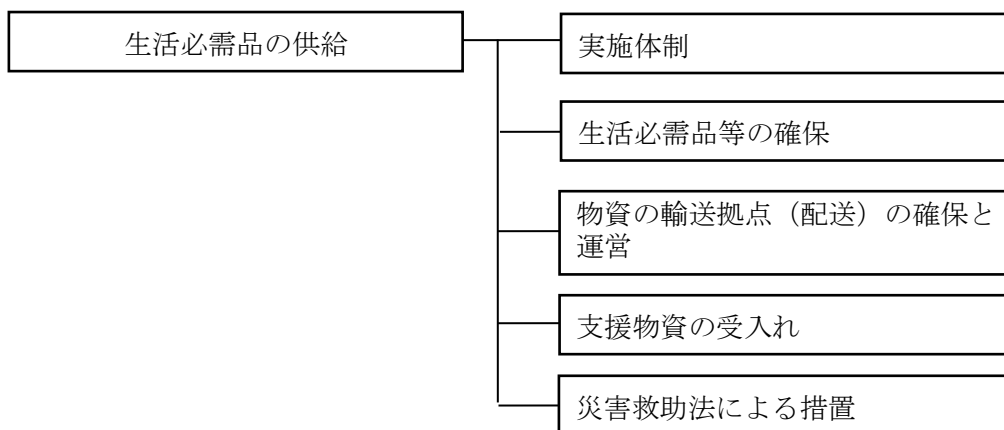 生活必需品の供給
実施体制
生活必需品等の確保
物資の輸送拠点（配送）の確保と
運営
支援物資の受入れ
災害救助法による措置